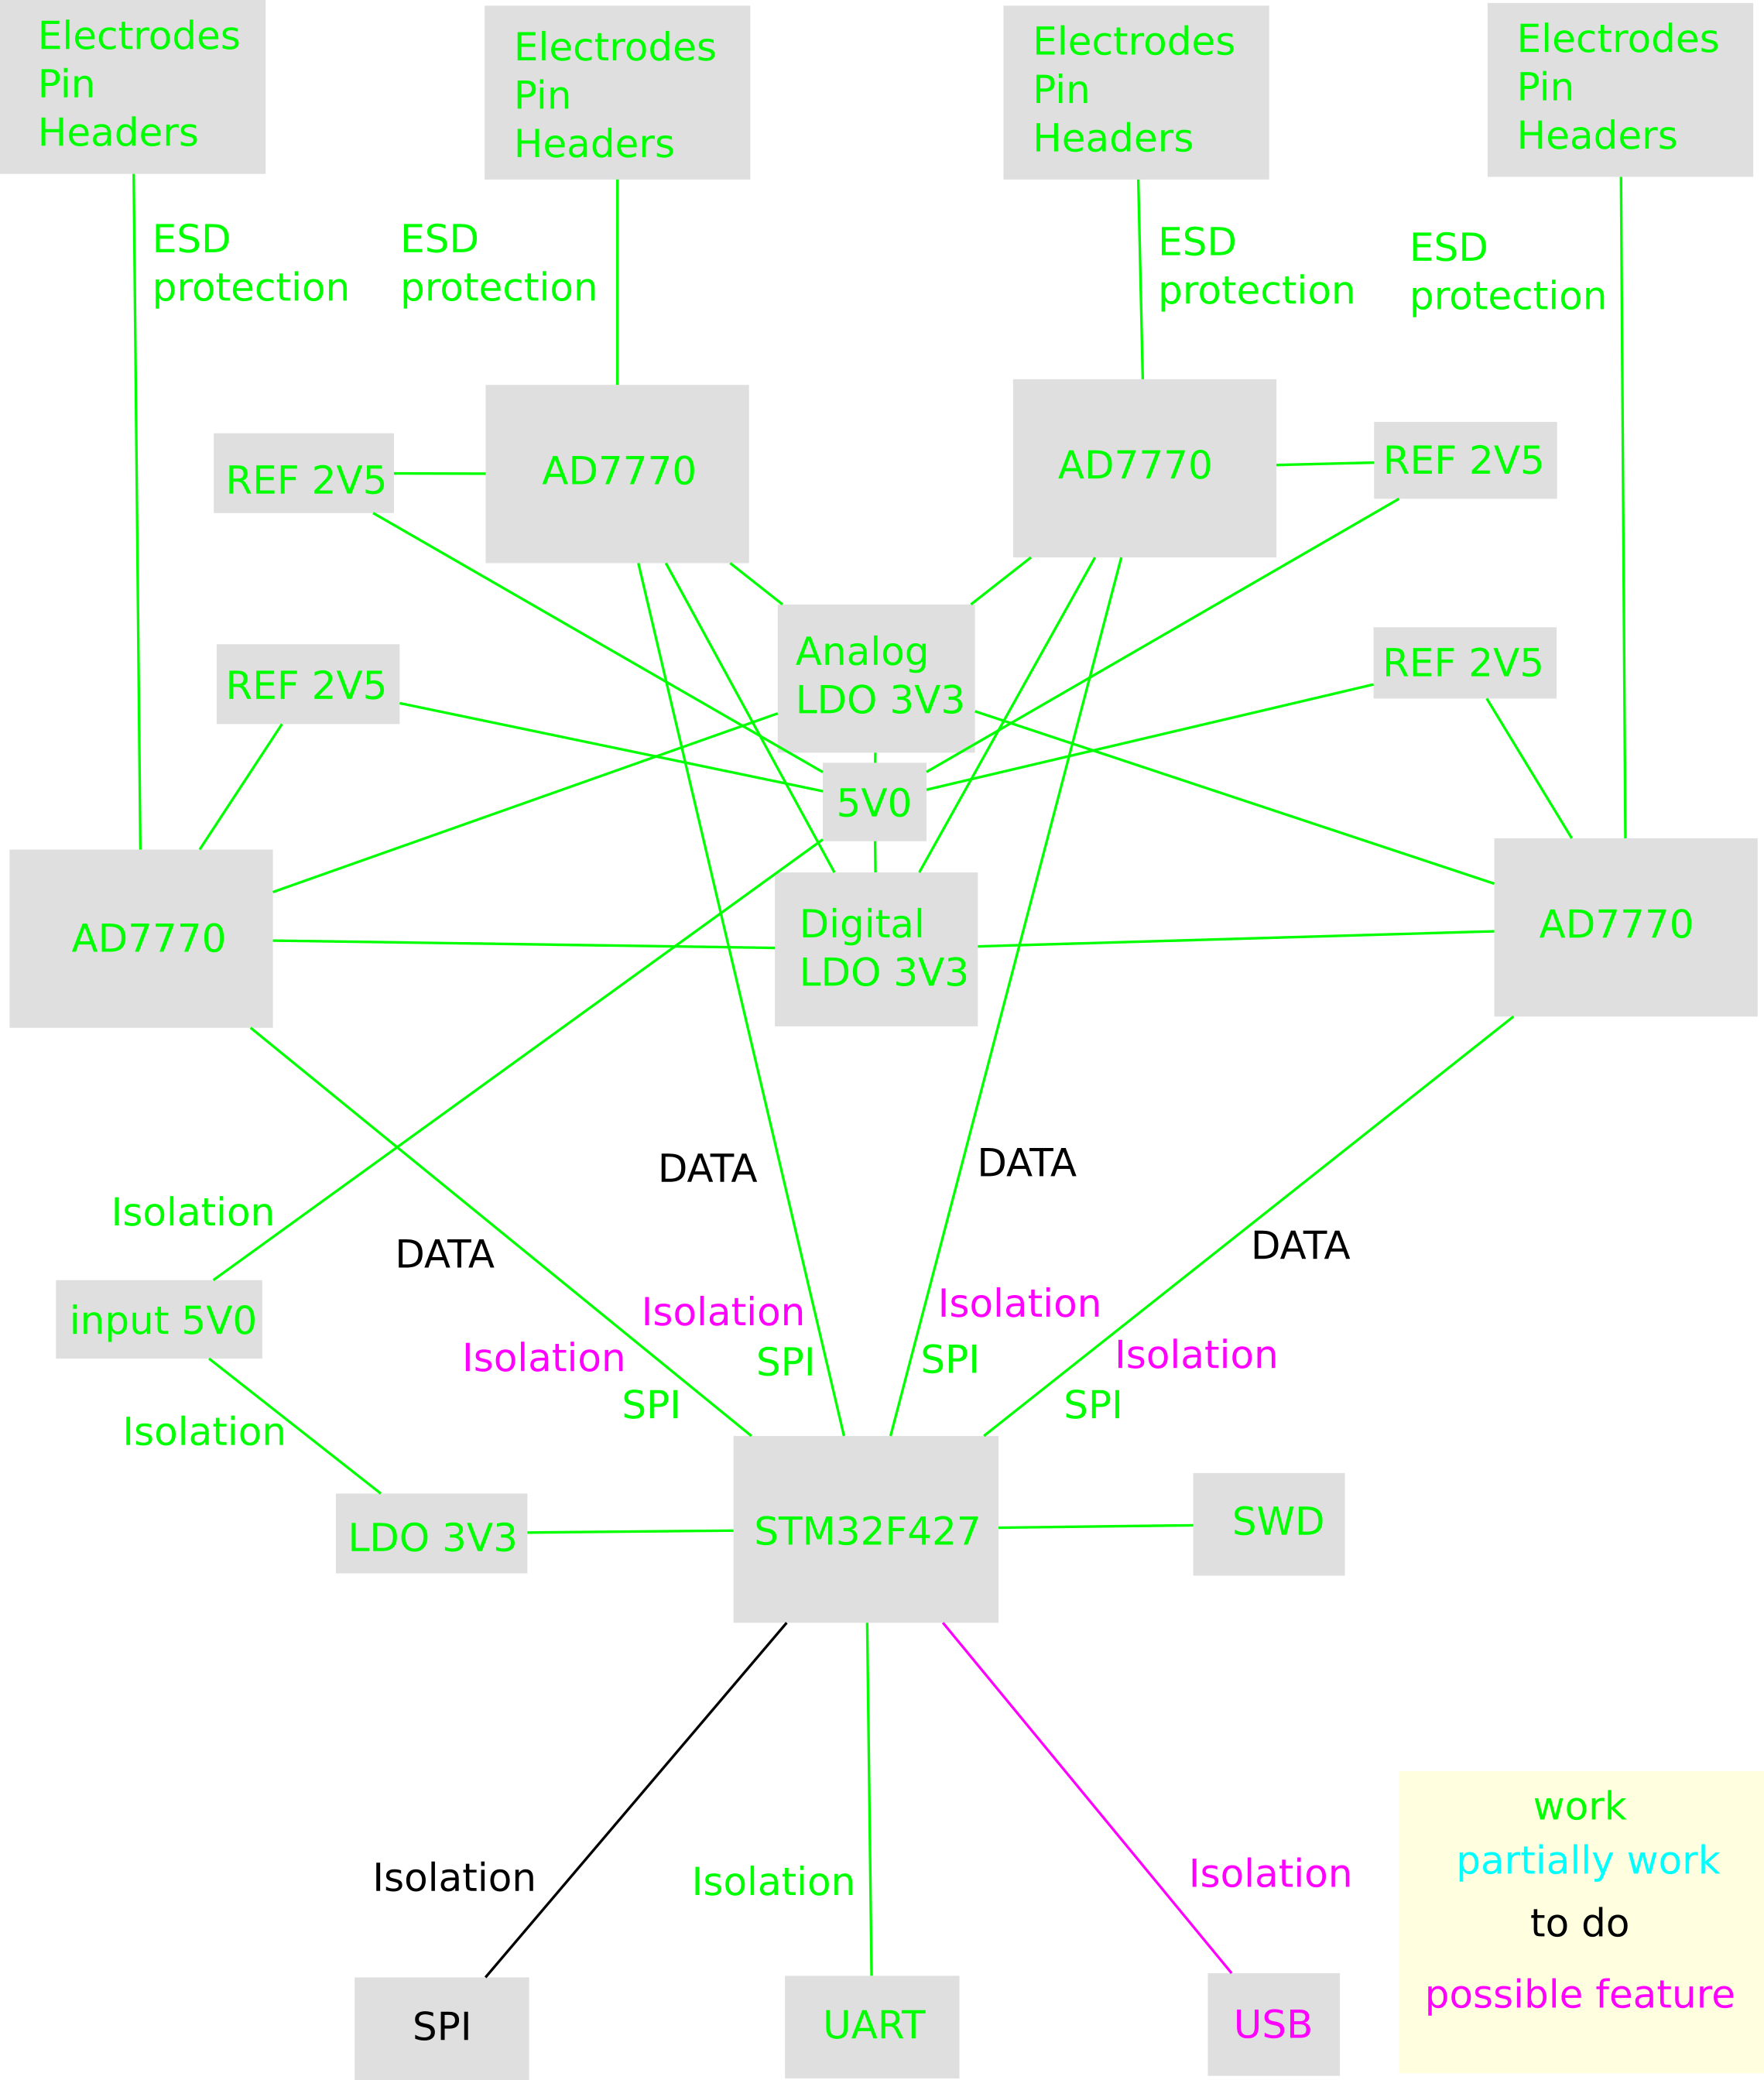 Electrodes
Pin
Headers
Electrodes
Pin
Headers
Electrodes
Pin
Headers
Electrodes
Pin
Headers
ESD
protection
ESD
protection
ESD
protection
ESD
protection
REF 2V5
AD7770
AD7770
REF 2V5
REF 2V5
Analog
LDO 3V3
REF 2V5
5V0
AD7770
Digital
LDO 3V3
AD7770
DATA
DATA
Isolation
DATA
DATA
input 5V0
Isolation
Isolation
Isolation
Isolation
SPI
SPI
SPI
SPI
Isolation
LDO 3V3
STM32F427
SWD
Isolation
Isolation
Isolation
SPI
UART
USB
work
partially work
to do
possible feature